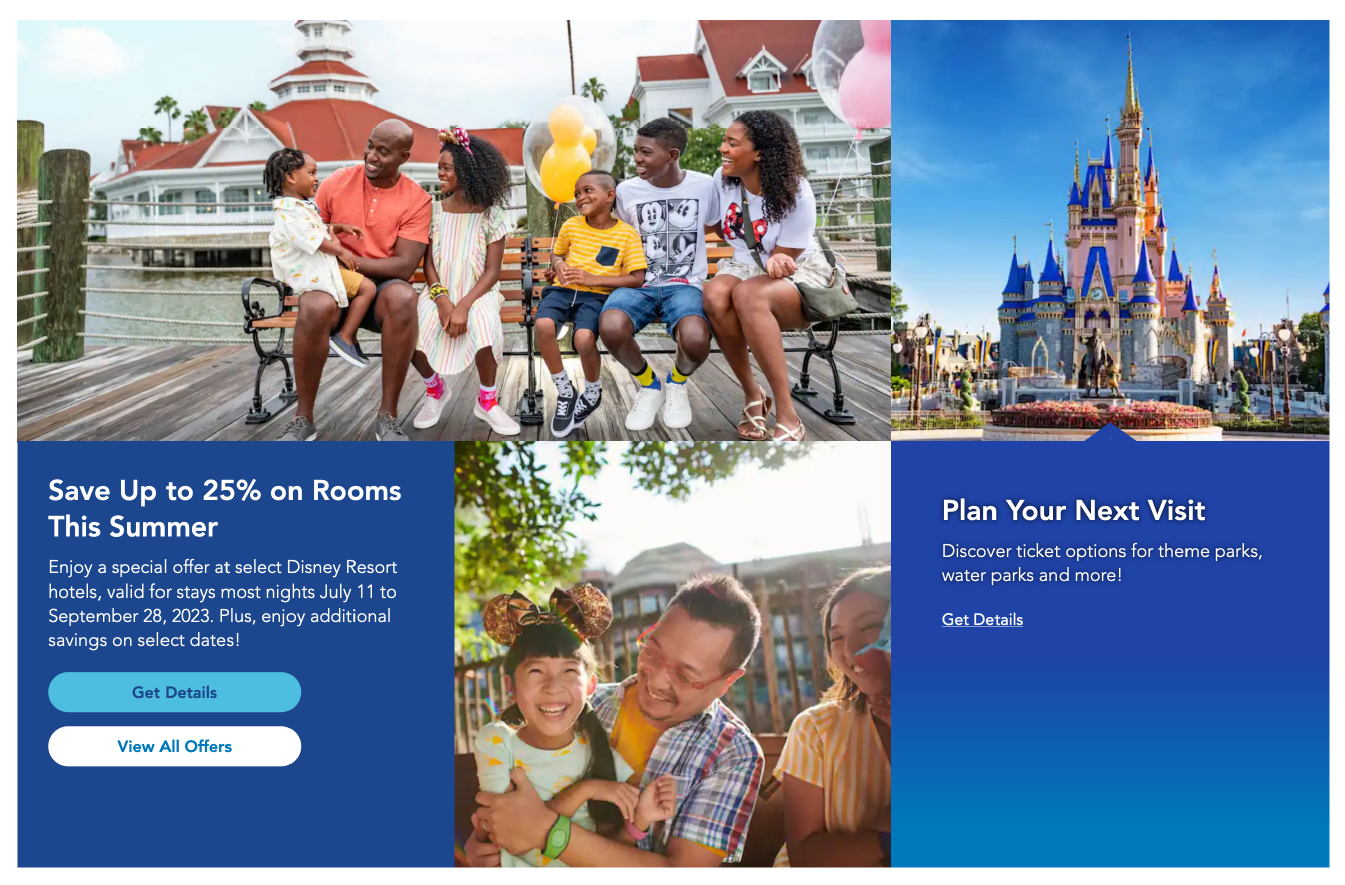 Save Up to 25% on Rooms
This Summer
Enjoy a special offer at select Disney Resort
hotels, valid for stays most nights July 11 to
September 28, 2023. Plus, enjoy additional
savings on select dates!
Get Details
View All Offers
Plan Your Next Visit
Discover ticket options for theme parks,
water parks and more!
Get Details